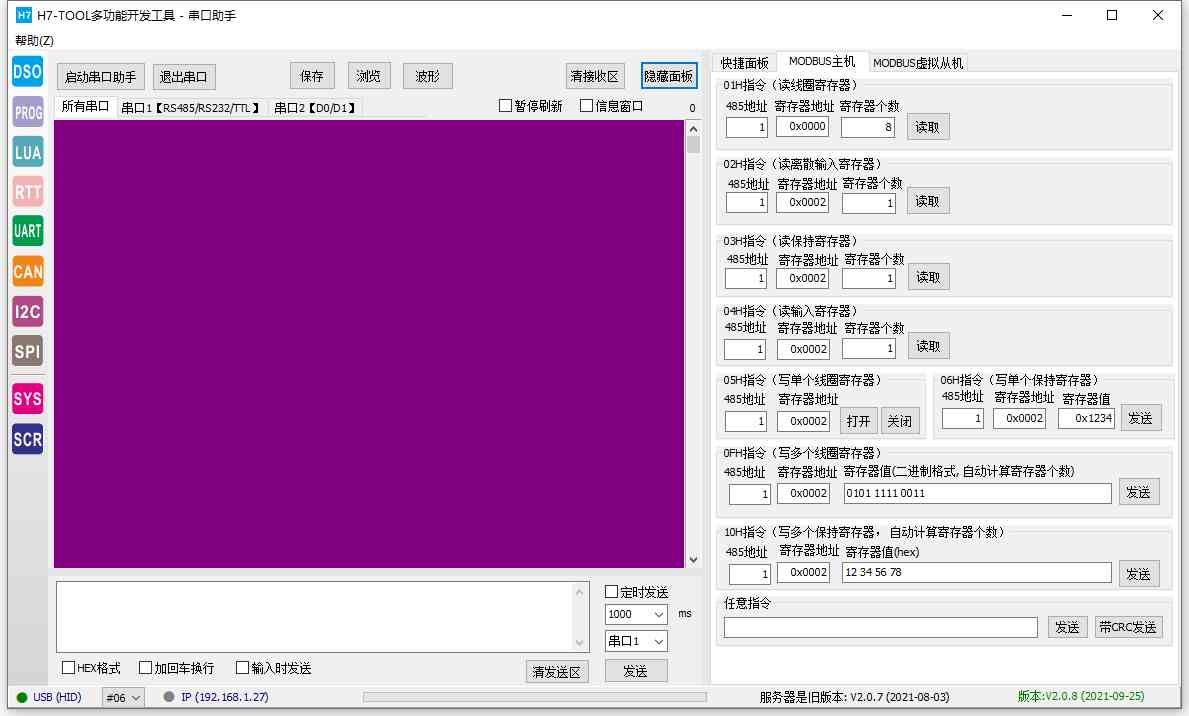 H7-TOOL多功能开发工具 - 串口助手
帮助(Z)
DSO
PROG
LUA
RTT
UART
CAN
I2C
SPI
SYS
SCR
启动串口助手 退出串口 保存 浏览 波形 清接收区 隐藏面板
所有串口 串口1【RS485/RS232/TTL】 串口2【D0/D1】 暂停刷新 信息窗口 0
定时发送
1000 ms
串口1
HEX格式 加回车换行 输入时发送 清发送区 发送
快捷面板 MODBUS主机 MODBUS虚拟从机
01H指令（读线圈寄存器）
485地址 寄存器地址 寄存器个数
1 0x0000 8 读取
02H指令（读离散输入寄存器）
485地址 寄存器地址 寄存器个数
1 0x0002 1 读取
03H指令（读保持寄存器）
485地址 寄存器地址 寄存器个数
1 0x0002 1 读取
04H指令（读输入寄存器）
485地址 寄存器地址 寄存器个数
1 0x0002 1 读取
05H指令（写单个线圈寄存器）
485地址 寄存器地址
1 0x0002 打开 关闭
06H指令（写单个保持寄存器）
485地址 寄存器地址 寄存器值
1 0x0002 0x1234 发送
0FH指令（写多个线圈寄存器）
485地址 寄存器地址 寄存器值(二进制格式, 自动计算寄存器个数)
1 0x0002 0101 1111 0011 发送
10H指令（写多个保持寄存器， 自动计算寄存器个数）
485地址 寄存器地址 寄存器值(hex)
1 0x0002 12 34 56 78 发送
任意指令
发送 带CRC发送
USB (HID) #06 IP (192.168.1.27) 服务器是旧版本: V2.0.7 (2021-08-03) 版本:V2.0.8 (2021-09-25)